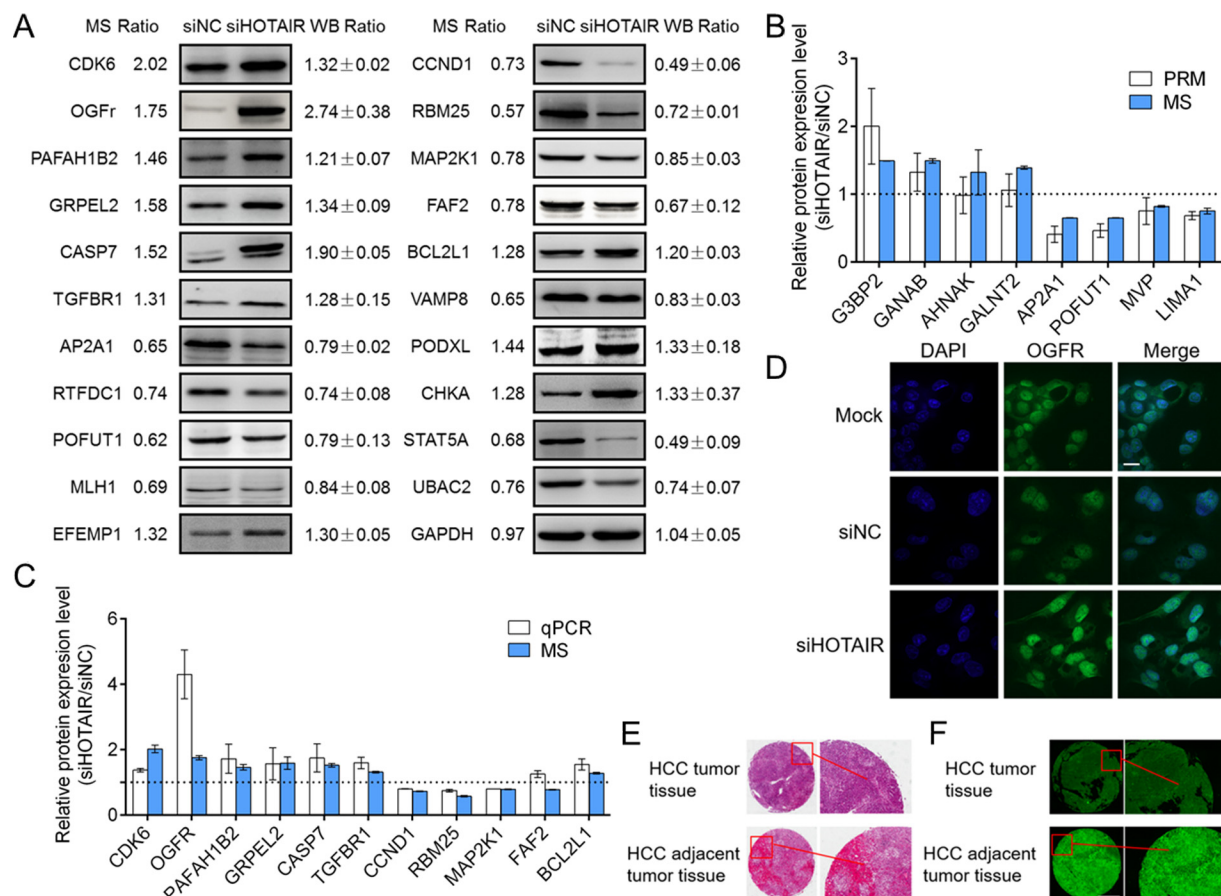 A
MS Ratio siNC siHOTAIR WB Ratio MS Ratio siNC siHOTAIR WB Ratio
CDK6 2.02 1.32±0.02 CCND1 0.73 0.49±0.06
OGFr 1.75 2.74±0.38 RBM25 0.57 0.72±0.01
PAFAH1B2 1.46 1.21±0.07 MAP2K1 0.78 0.85±0.03
GRPEL2 1.58 1.34±0.09 FAF2 0.78 0.67±0.12
CASP7 1.52 1.90±0.05 BCL2L1 1.28 1.20±0.03
TGFBR1 1.31 1.28±0.15 VAMP8 0.65 0.83±0.03
AP2A1 0.65 0.79±0.02 PODXL 1.44 1.33±0.18
RTFDC1 0.74 0.74±0.08 CHKA 1.28 1.33±0.37
POFUT1 0.62 0.79±0.13 STAT5A 0.68 0.49±0.09
MLH1 0.69 0.84±0.08 UBAC2 0.76 0.74±0.07
EFEMP1 1.32 1.30±0.05 GAPDH 0.97 1.04±0.05
B
Relative protein expression level
(siHOTAIR/siNC)
3
2
1
0
PRM
MS
G3BP2 GANAB AHNAK GALNT2 AP2A1 POFUT1 MVP LIMA1
C
Relative protein expression level
(siHOTAIR/siNC)
6
4
2
0
qPCR
MS
CDK6 OGFR PAFAH1B2 GRPEL2 CASP7 TGFBR1 CCND1 RBM25 MAP2K1 FAF2 BCL2L1
D
DAPI OGFR Merge
Mock
siNC
siHOTAIR
E
HCC tumor
tissue
HCC adjacent
tumor tissue
F
HCC tumor
tissue
HCC adjacent
tumor tissue